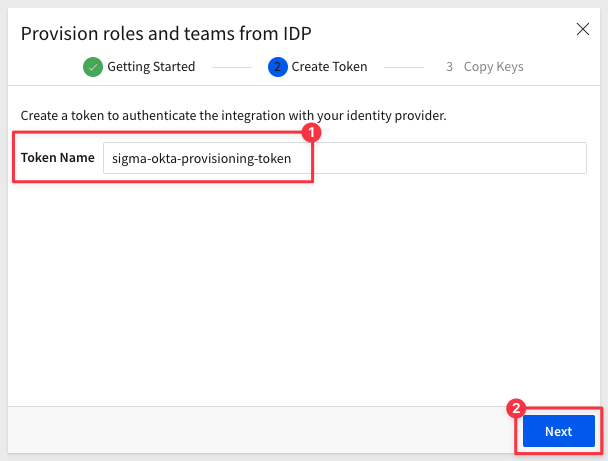 Provision roles and teams from IDP
Getting Started 2 Create Token 3 Copy Keys
Create a token to authenticate the integration with your identity provider.
1
Token Name sigma-okta-provisioning-token
2
Next